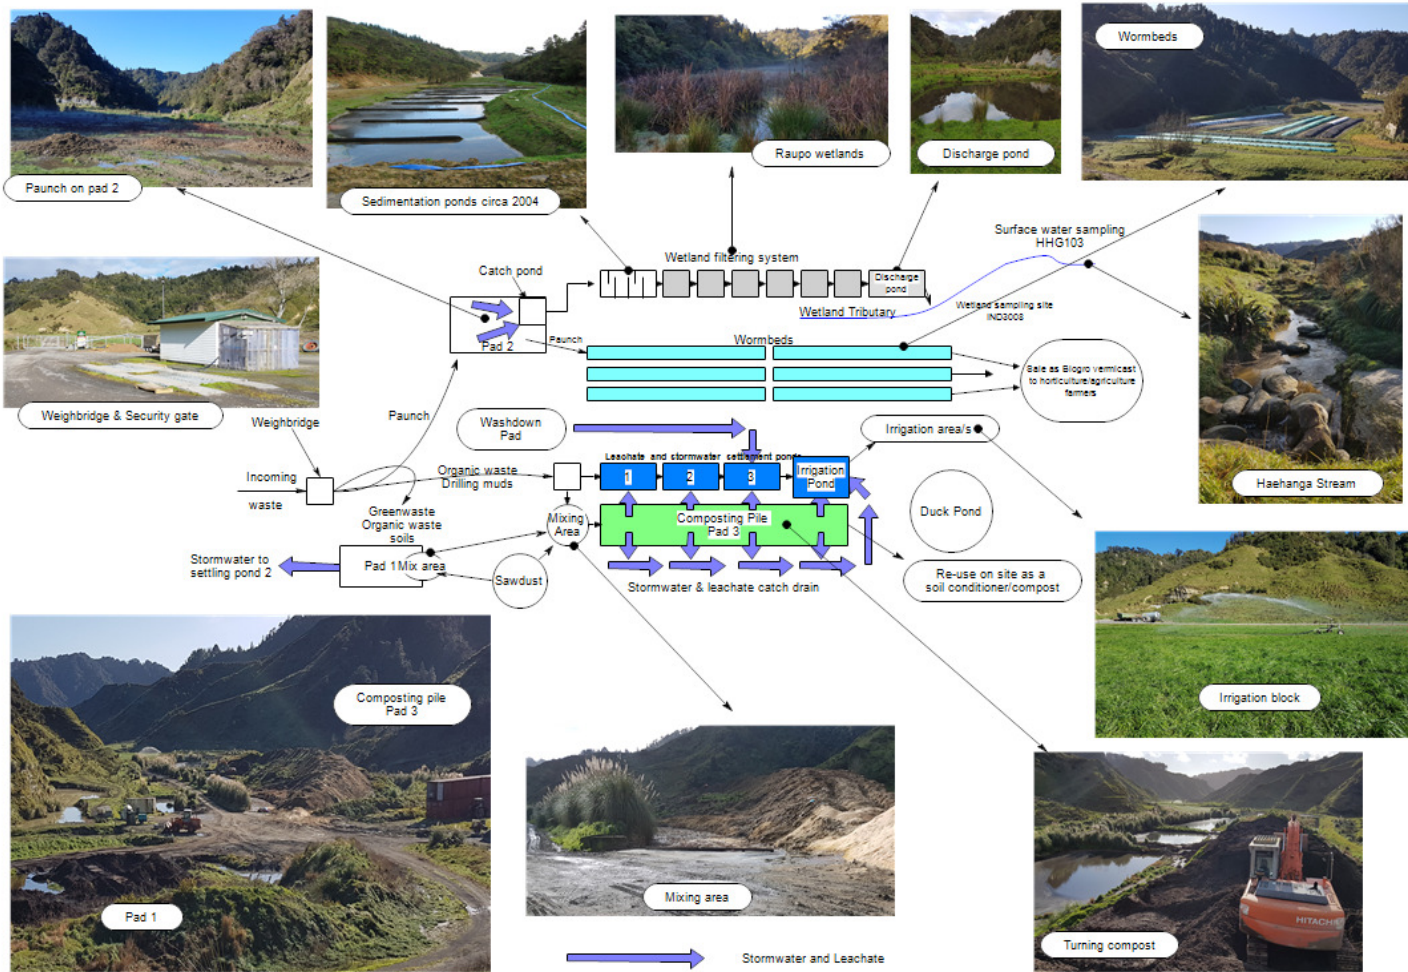 Wormbeds
Paunch on pad 2
Sedimentation ponds circa 2004
Raupo wetlands
Discharge pond
Surface water sampling
HHG103
Wetland filtering system
Catch pond
Discharge
pond
Wetland sampling site
IND3008
Wetland Tributary
Pad 2
Paunch
Wormbeds
Sale as Biogro vermicast
to horticulture/agriculture
farmers
Weighbridge & Security gate
Weighbridge
Paunch
Washdown
Pad
Irrigation area/s
Leachate and stormwater settlement ponds
Incoming
waste
Organic waste
Drilling muds
1
2
3
Irrigation
Pond
Haehanga Stream
Greenwaste
Organic waste
soils
Mixing
Area
Composting Pile
Pad 3
Duck Pond
Stormwater to
settling pond 2
Pad 1
Mix area
Sawdust
Stormwater & leachate catch drain
Re-use on site as a
soil conditioner/compost
Composting pile
Pad 3
Irrigation block
Mixing area
Pad 1
HITACHI
Turning compost
Stormwater and Leachate